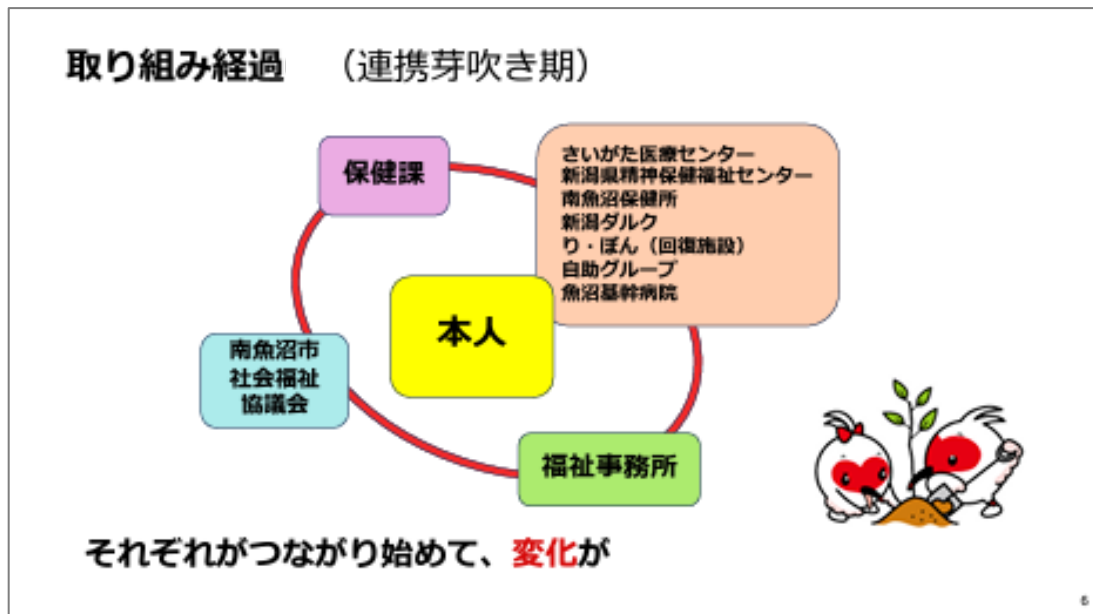 取り組み経過　（連携芽吹き期）
保健課
さいがた医療センター
新潟県精神保健福祉センター
南魚沼保健所
新潟ダルク
り・ぼん（回復施設）
自助グループ
魚沼基幹病院
本人
南魚沼市
社会福祉
協議会
福祉事務所
それぞれがつながり始めて、変化が
6